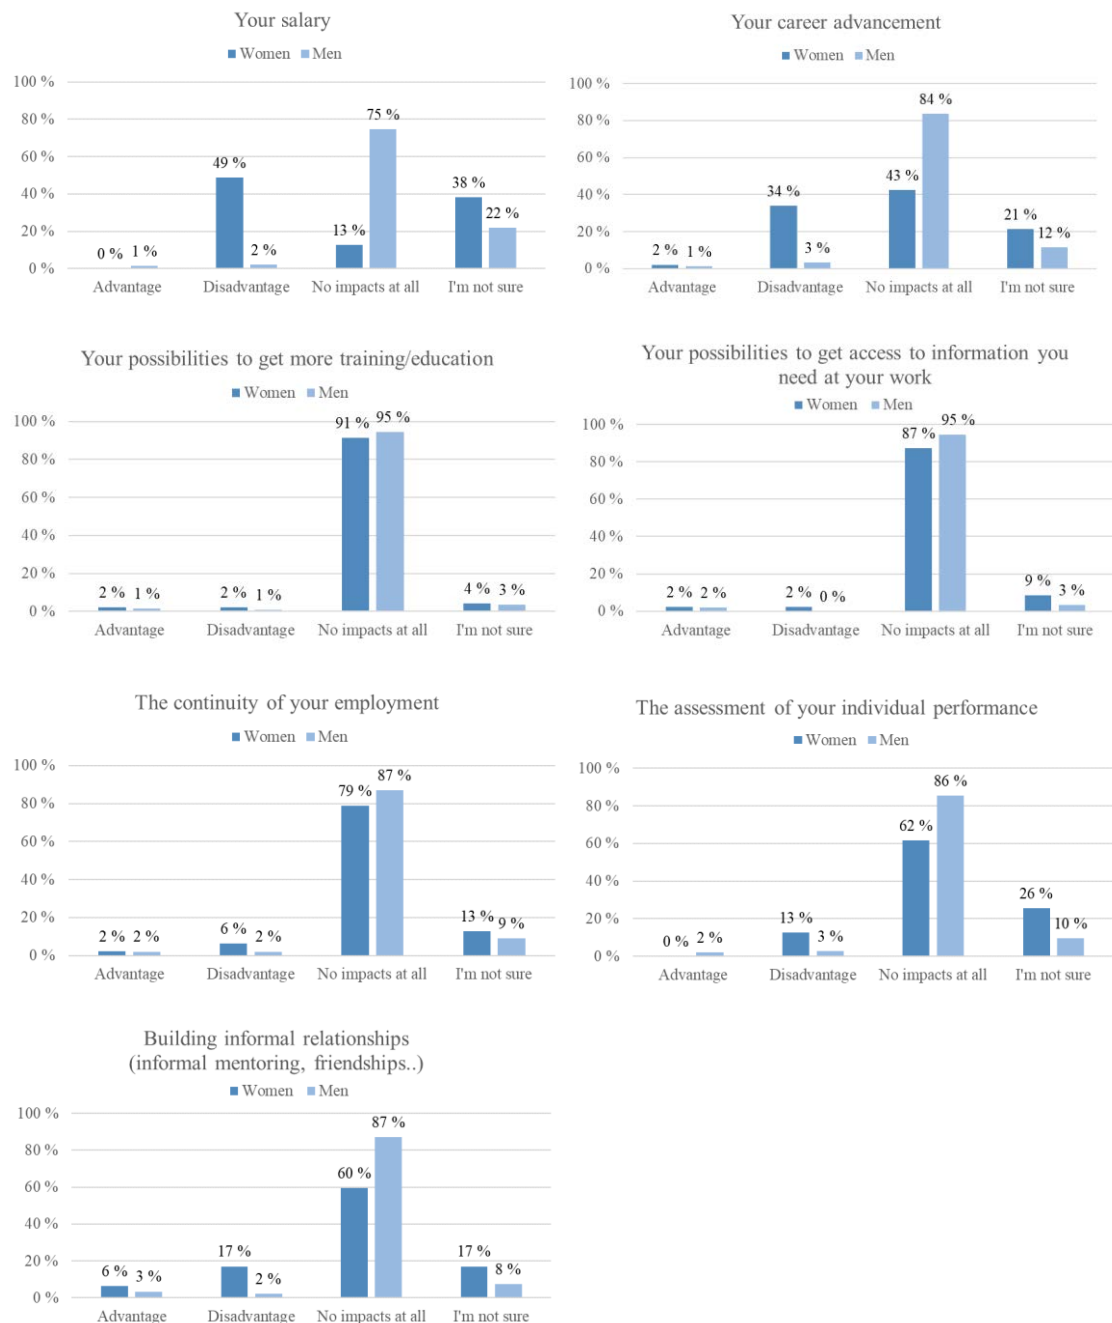 Your salary
Women Men
100 %
80 %
60 %
40 %
20 %
0 %
0 % 1 %
49 %
2 %
13 %
75 %
38 %
22 %
Advantage Disadvantage No impacts at all I'm not sure
Your career advancement
Women Men
100 %
80 %
60 %
40 %
20 %
0 %
2 % 1 %
34 %
3 %
43 %
84 %
21 %
12 %
Advantage Disadvantage No impacts at all I'm not sure
Your possibilities to get more training/education
Women Men
100 %
80 %
60 %
40 %
20 %
0 %
2 % 1 %
2 % 1 %
91 % 95 %
4 % 3 %
Advantage Disadvantage No impacts at all I'm not sure
Your possibilities to get access to information you
need at your work
Women Men
100 %
80 %
60 %
40 %
20 %
0 %
2 % 2 %
2 % 0 %
87 % 95 %
9 % 3 %
Advantage Disadvantage No impacts at all I'm not sure
The continuity of your employment
Women Men
100 %
80 %
60 %
40 %
20 %
0 %
2 % 2 %
6 % 2 %
79 % 87 %
13 % 9 %
Advantage Disadvantage No impacts at all I'm not sure
The assessment of your individual performance
Women Men
100 %
80 %
60 %
40 %
20 %
0 %
0 % 2 %
13 % 3 %
62 % 86 %
26 % 10 %
Advantage Disadvantage No impacts at all I'm not sure
Building informal relationships
(informal mentoring, friendships..)
Women Men
100 %
80 %
60 %
40 %
20 %
0 %
6 % 3 %
17 % 2 %
60 % 87 %
17 % 8 %
Advantage Disadvantage No impacts at all I'm not sure